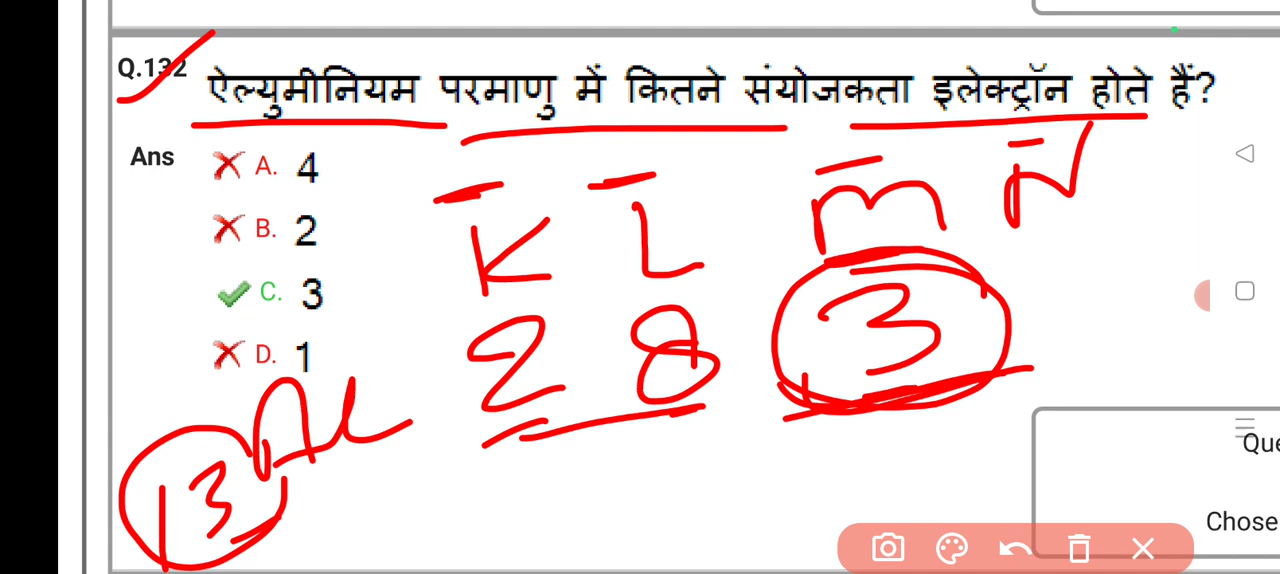 Q.132 ऐल्युमीनियम परमाणु में कितने संयोजकता इलेक्ट्रॉन होते हैं?
Ans A. 4
B. 2
C. 3
D. 1
K L M N
2 8 3
13 Al
Que
Chose